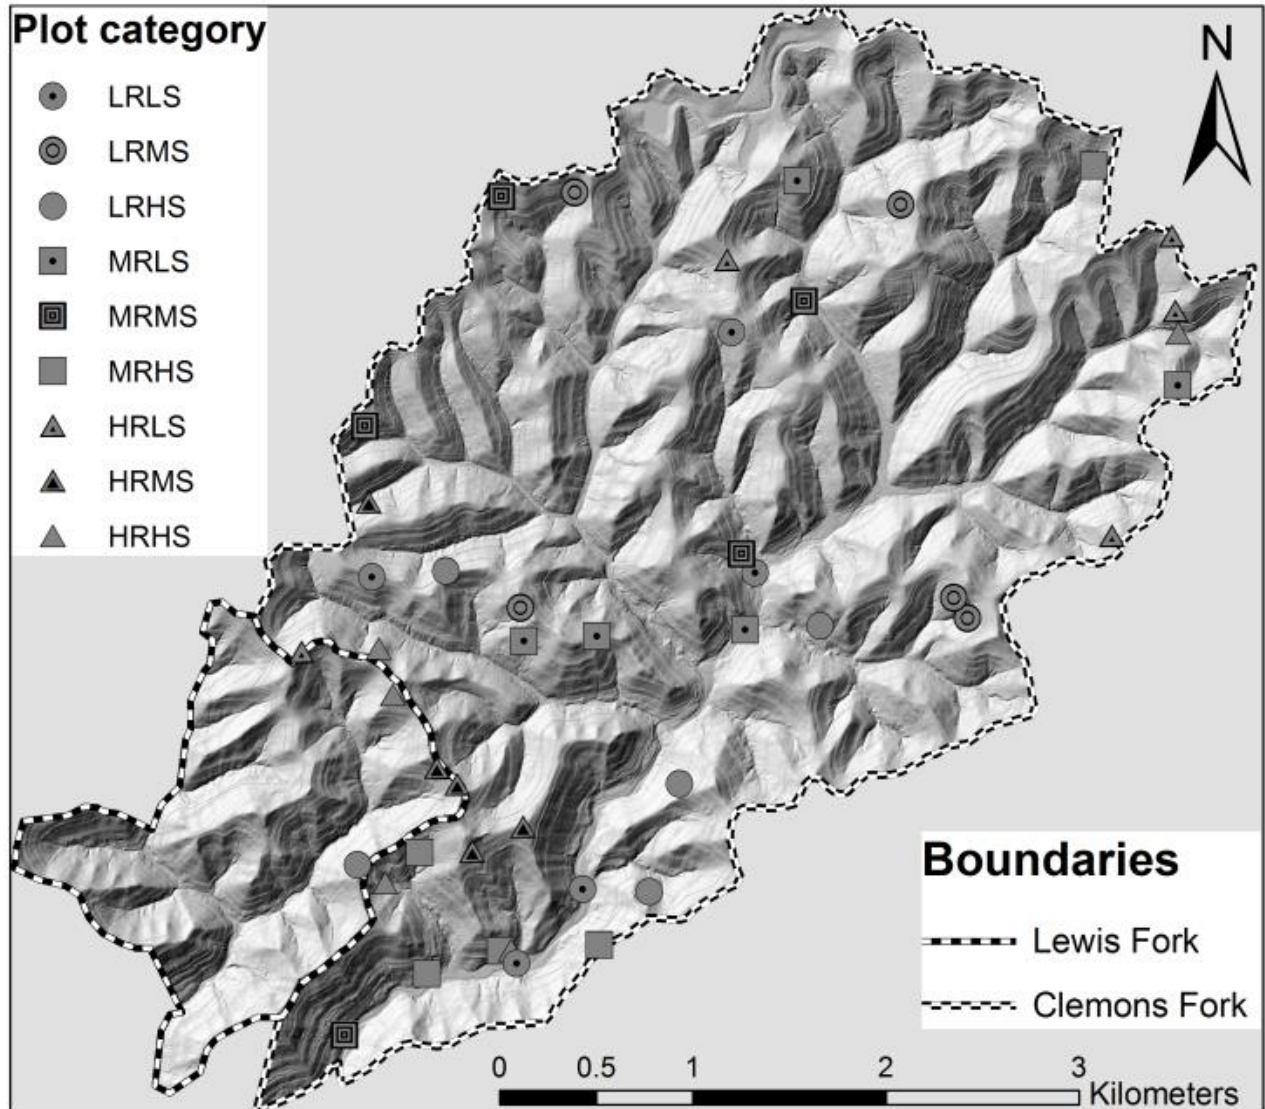 Plot category
LRLS
LRMS
LRHS
MRLS
MRMS
MRHS
HRLS
HRMS
HRHS
N
Boundaries
Lewis Fork
Clemons Fork
0 0.5 1 2 3
Kilometers